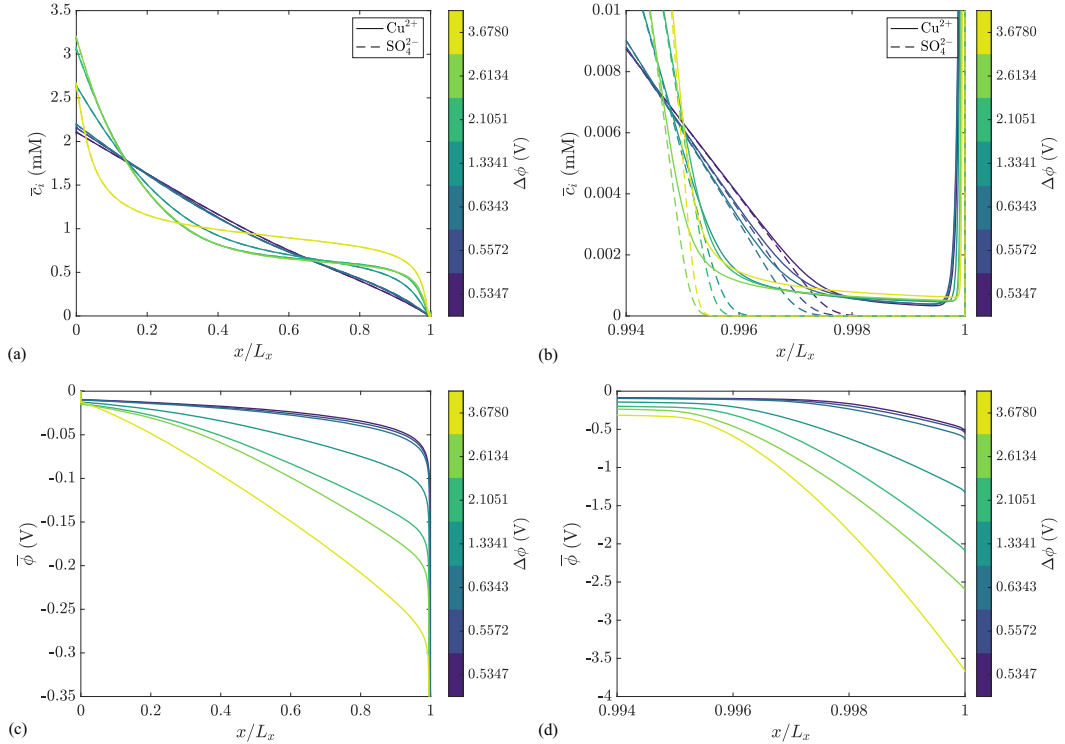 3.5
3
2.5
2
1.5
1
0.5
0
0 0.2 0.4 0.6 0.8 1
c̄ᵢ (mM)
x/Lₓ
Cu²⁺
SO₄²⁻
3.6780
2.6134
2.1051
1.3341
0.6343
0.5572
0.5347
Δϕ (V)
(a)
0.01
0.008
0.006
0.004
0.002
0
0.994 0.996 0.998 1
c̄ᵢ (mM)
x/Lₓ
Cu²⁺
SO₄²⁻
3.6780
2.6134
2.1051
1.3341
0.6343
0.5572
0.5347
Δϕ (V)
(b)
0
-0.05
-0.1
-0.15
-0.2
-0.25
-0.3
-0.35
0 0.2 0.4 0.6 0.8 1
ϕ̄ (V)
x/Lₓ
3.6780
2.6134
2.1051
1.3341
0.6343
0.5572
0.5347
Δϕ (V)
(c)
0
-0.5
-1
-1.5
-2
-2.5
-3
-3.5
-4
0.994 0.996 0.998 1
ϕ̄ (V)
x/Lₓ
3.6780
2.6134
2.1051
1.3341
0.6343
0.5572
0.5347
Δϕ (V)
(d)